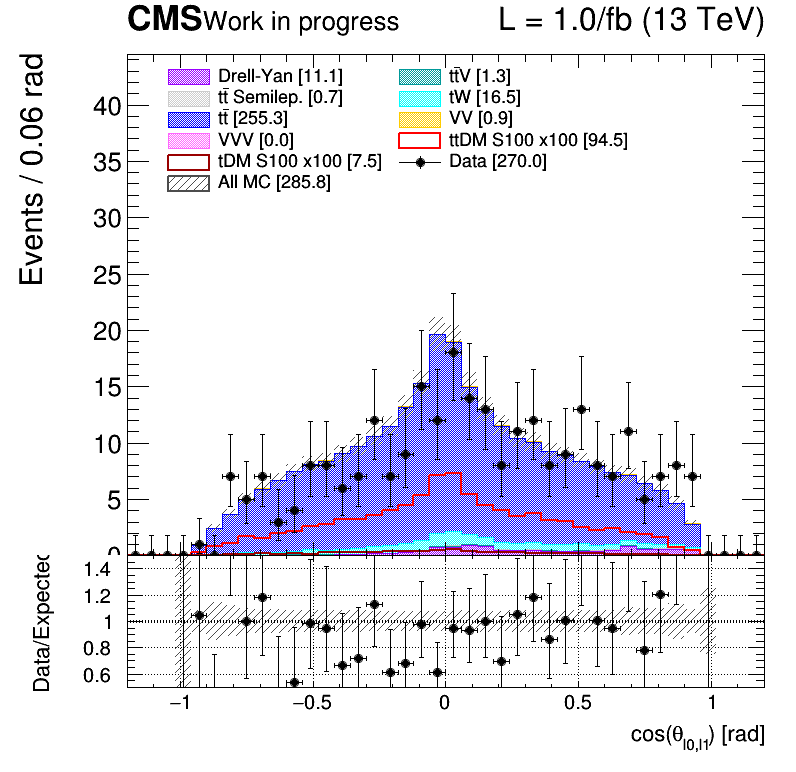 CMS Work in progress L = 1.0/fb (13 TeV)
Events / 0.06 rad
Drell-Yan [11.1] tt̄V [1.3]
tt̄ Semilep. [0.7] tW [16.5]
tt̄ [255.3] VV [0.9]
VVV [0.0] ttDM S100 x100 [94.5]
tDM S100 x100 [7.5] Data [270.0]
All MC [285.8]
40
35
30
25
20
15
10
5
0
Data/Expected
1.4
1.2
1
0.8
0.6
−1 −0.5 0 0.5 1
cos(θl0,l1) [rad]